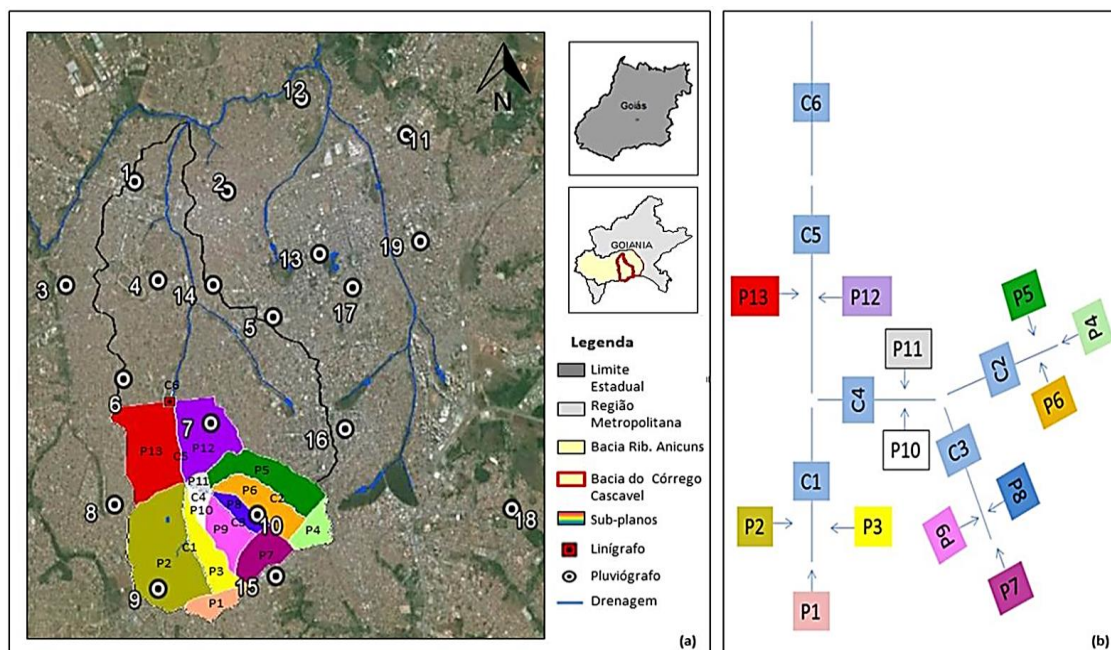 12
N
11
1
2
13
19
3
4
14
17
5
C6
6
7
P13
P12
C5
16
P5
P11
P6
C2
C4
8
P10
P8
10
18
P9
C3
P4
C1
P7
P3
9
15
P1
(a)
Goiás
GOIANIA
Legenda
Limite
Estadual
Região
Metropolitana
Bacia Rib. Anicuns
Bacia do Córrego
Cascavel
Sub-planos
Linígrafo
Pluviógrafo
Drenagem
C6
C5
P13
P12
P5
P4
P11
C2
C4
P6
P10
C3
C1
P8
P2
P3
P9
P7
P1
(b)
P2